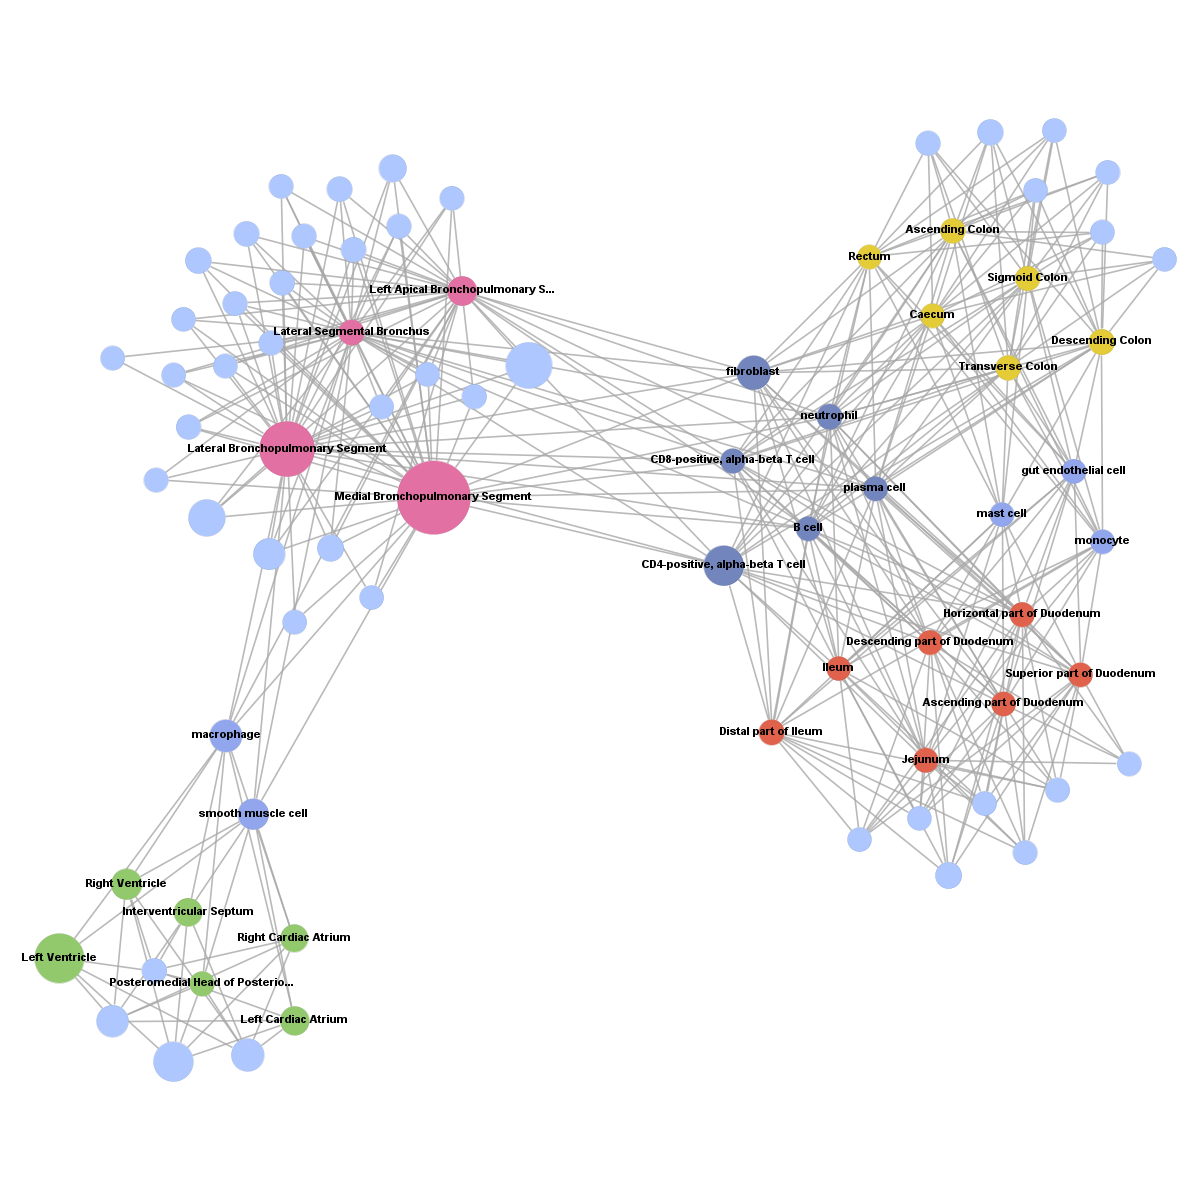 Ascending Colon
Rectum
Sigmoid Colon
Left Apical Bronchopulmonary S...
Caecum
Lateral Segmental Bronchus
Descending Colon
Transverse Colon
fibroblast
neutrophil
Lateral Bronchopulmonary Segment
CD8-positive, alpha-beta T cell
gut endothelial cell
plasma cell
Medial Bronchopulmonary Segment
mast cell
B cell
monocyte
CD4-positive, alpha-beta T cell
Horizontal part of Duodenum
Descending part of Duodenum
Ileum
Superior part of Duodenum
Ascending part of Duodenum
Distal part of Ileum
macrophage
Jejunum
smooth muscle cell
Right Ventricle
Interventricular Septum
Right Cardiac Atrium
Left Ventricle
Posteromedial Head of Posterio...
Left Cardiac Atrium